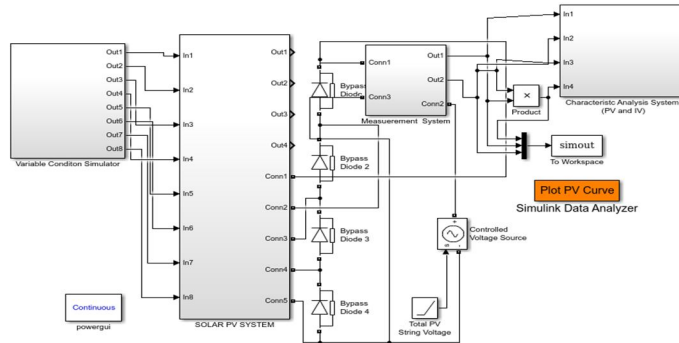 Out1
Out2
Out3
Out4
Out5
Out6
Out7
Out8
Variable Conditon Simulator
Continuous
powergui
In1
In2
In3
In4
In5
In6
In7
In8
Out1
Out2
Out3
Out4
Conn1
Conn2
Conn3
Conn4
Conn5
SOLAR PV SYSTEM
Bypass
Diode
Bypass
Diode 2
Bypass
Diode 3
Bypass
Diode 4
Conn1
Conn3
Out1
Out2
Conn2
Measuerement System
Controlled
Voltage Source
Total PV
String Voltage
×
Product
In1
In2
In3
In4
Characteristc Analysis System
(PV and IV)
simout
To Workspace
Plot PV Curve
Simulink Data Analyzer